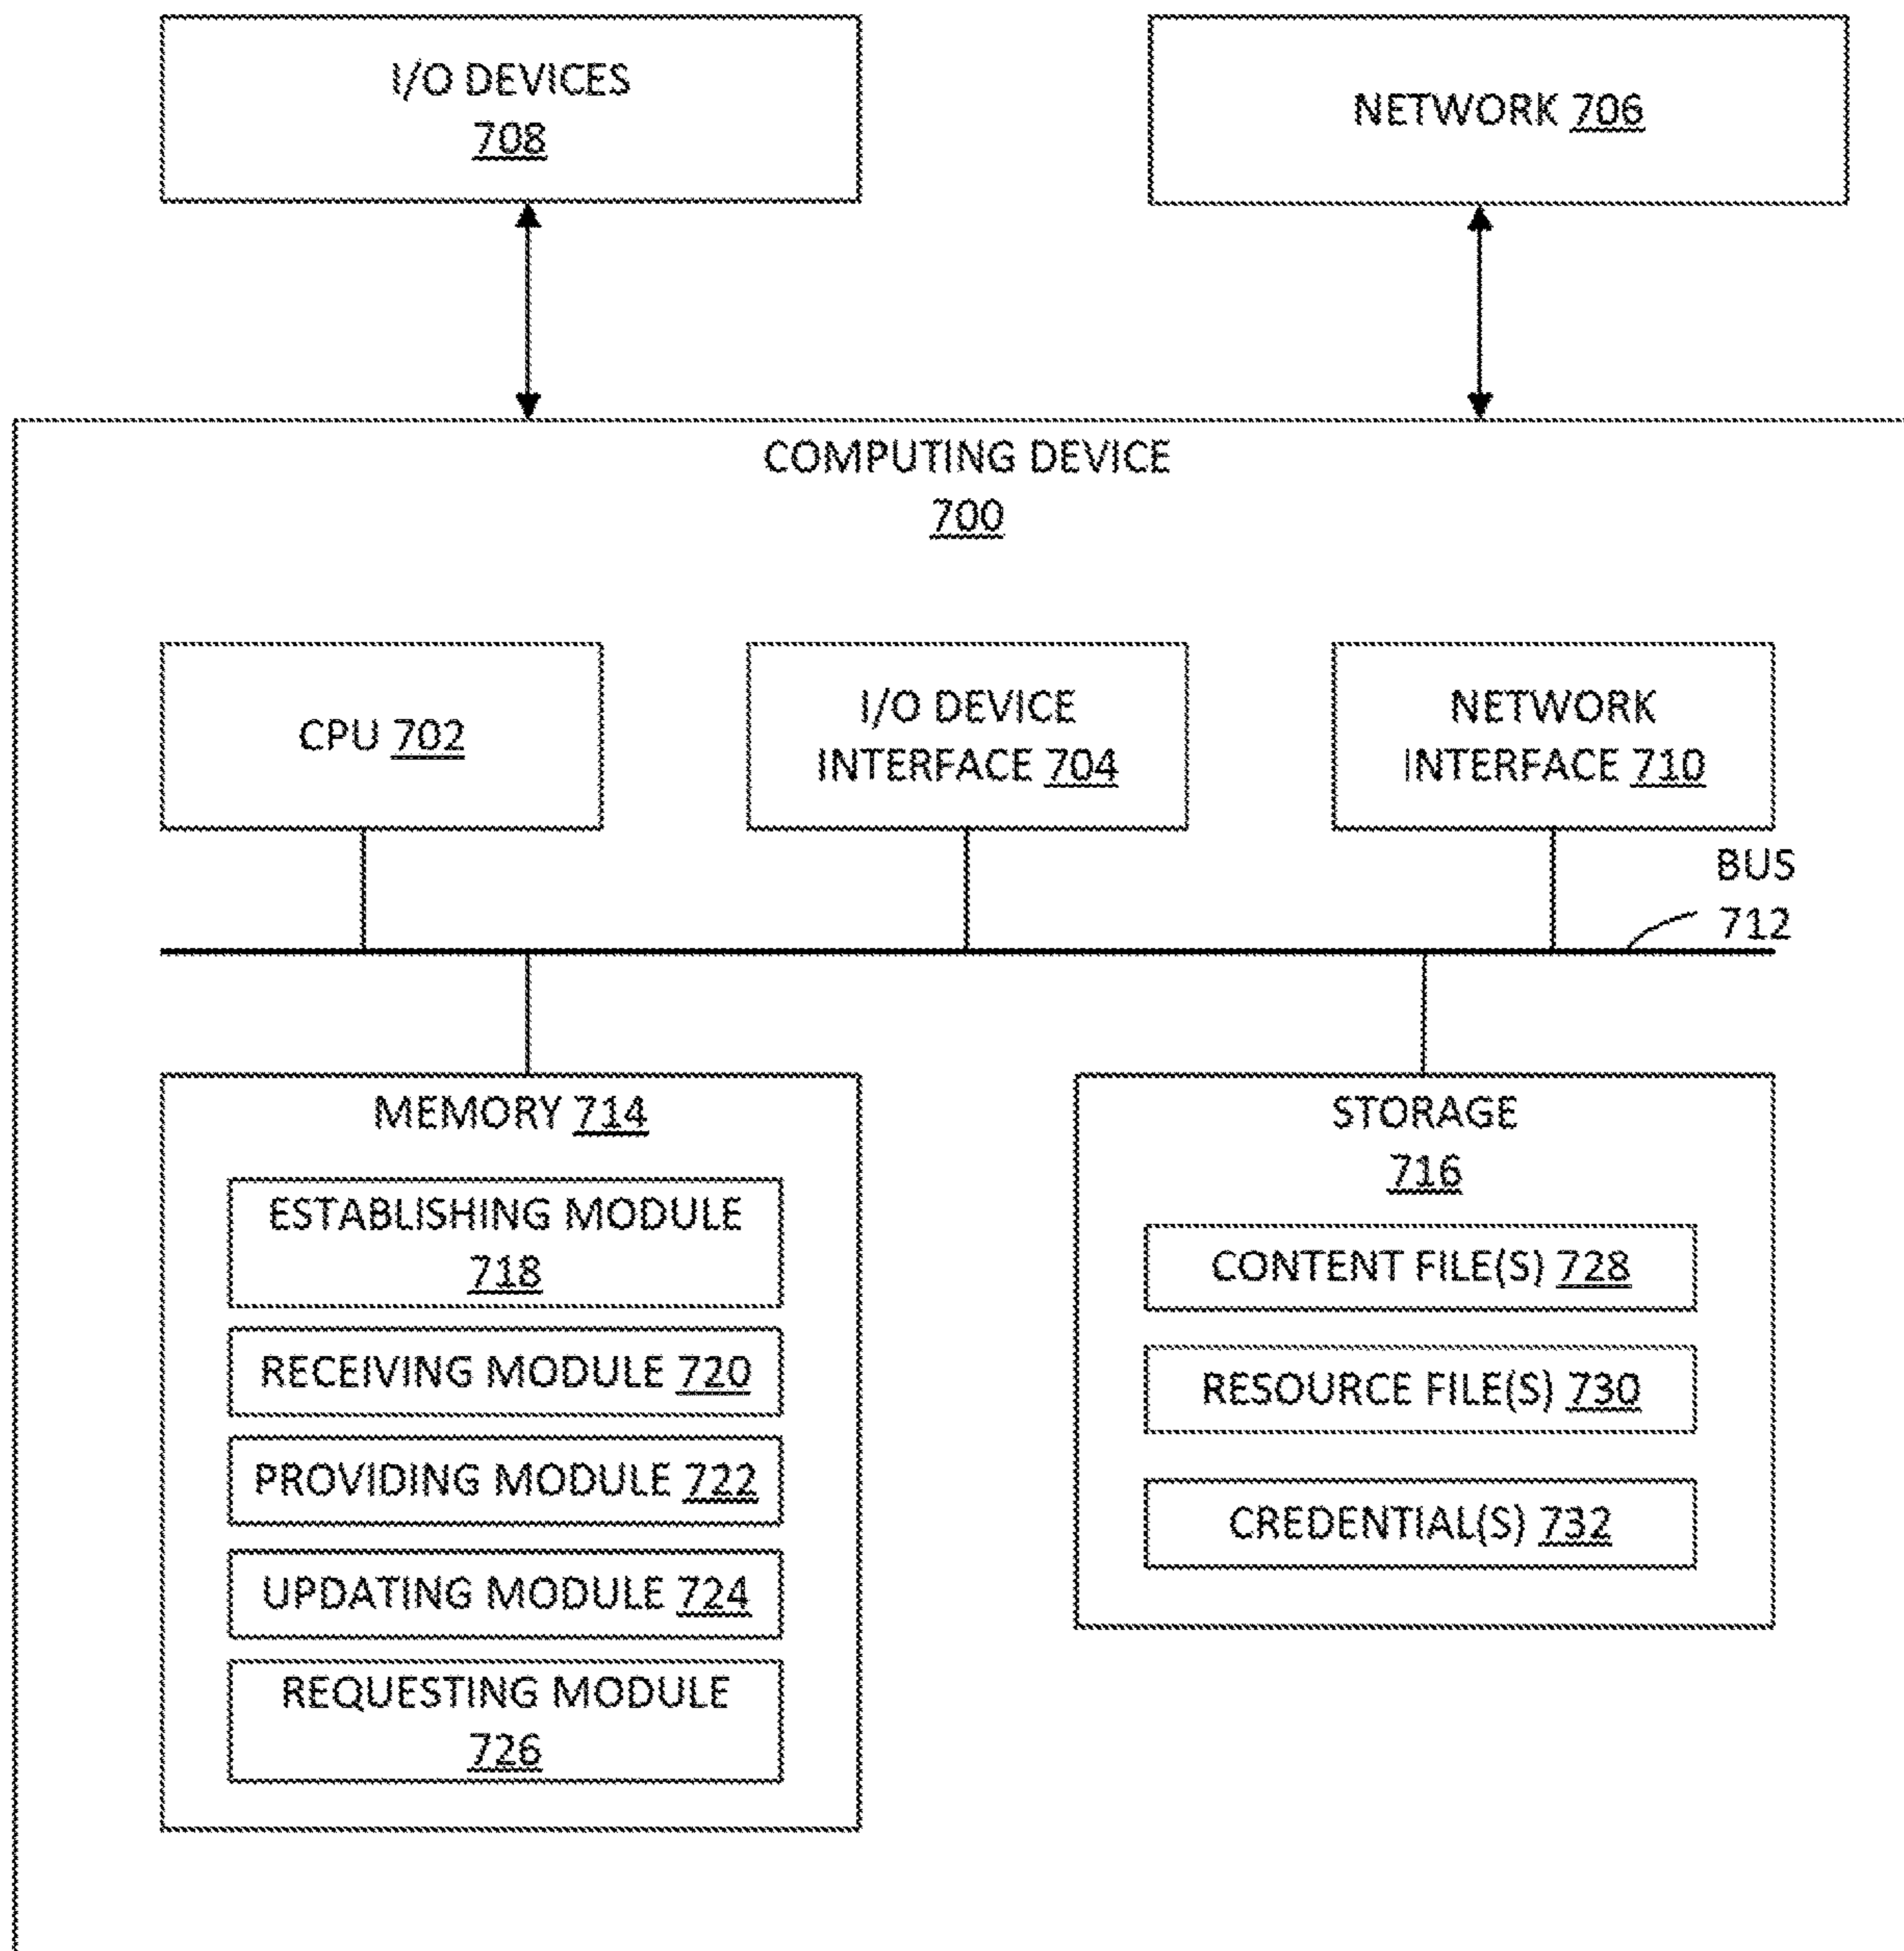 I/O DEVICES
708
NETWORK 706
COMPUTING DEVICE
700
CPU 702
I/O DEVICE
INTERFACE 704
NETWORK
INTERFACE 710
BUS
712
MEMORY 714
ESTABLISHING MODULE
718
RECEIVING MODULE 720
PROVIDING MODULE 722
UPDATING MODULE 724
REQUESTING MODULE
726
STORAGE
716
CONTENT FILE(S) 728
RESOURCE FILE(S) 730
CREDENTIAL(S) 732